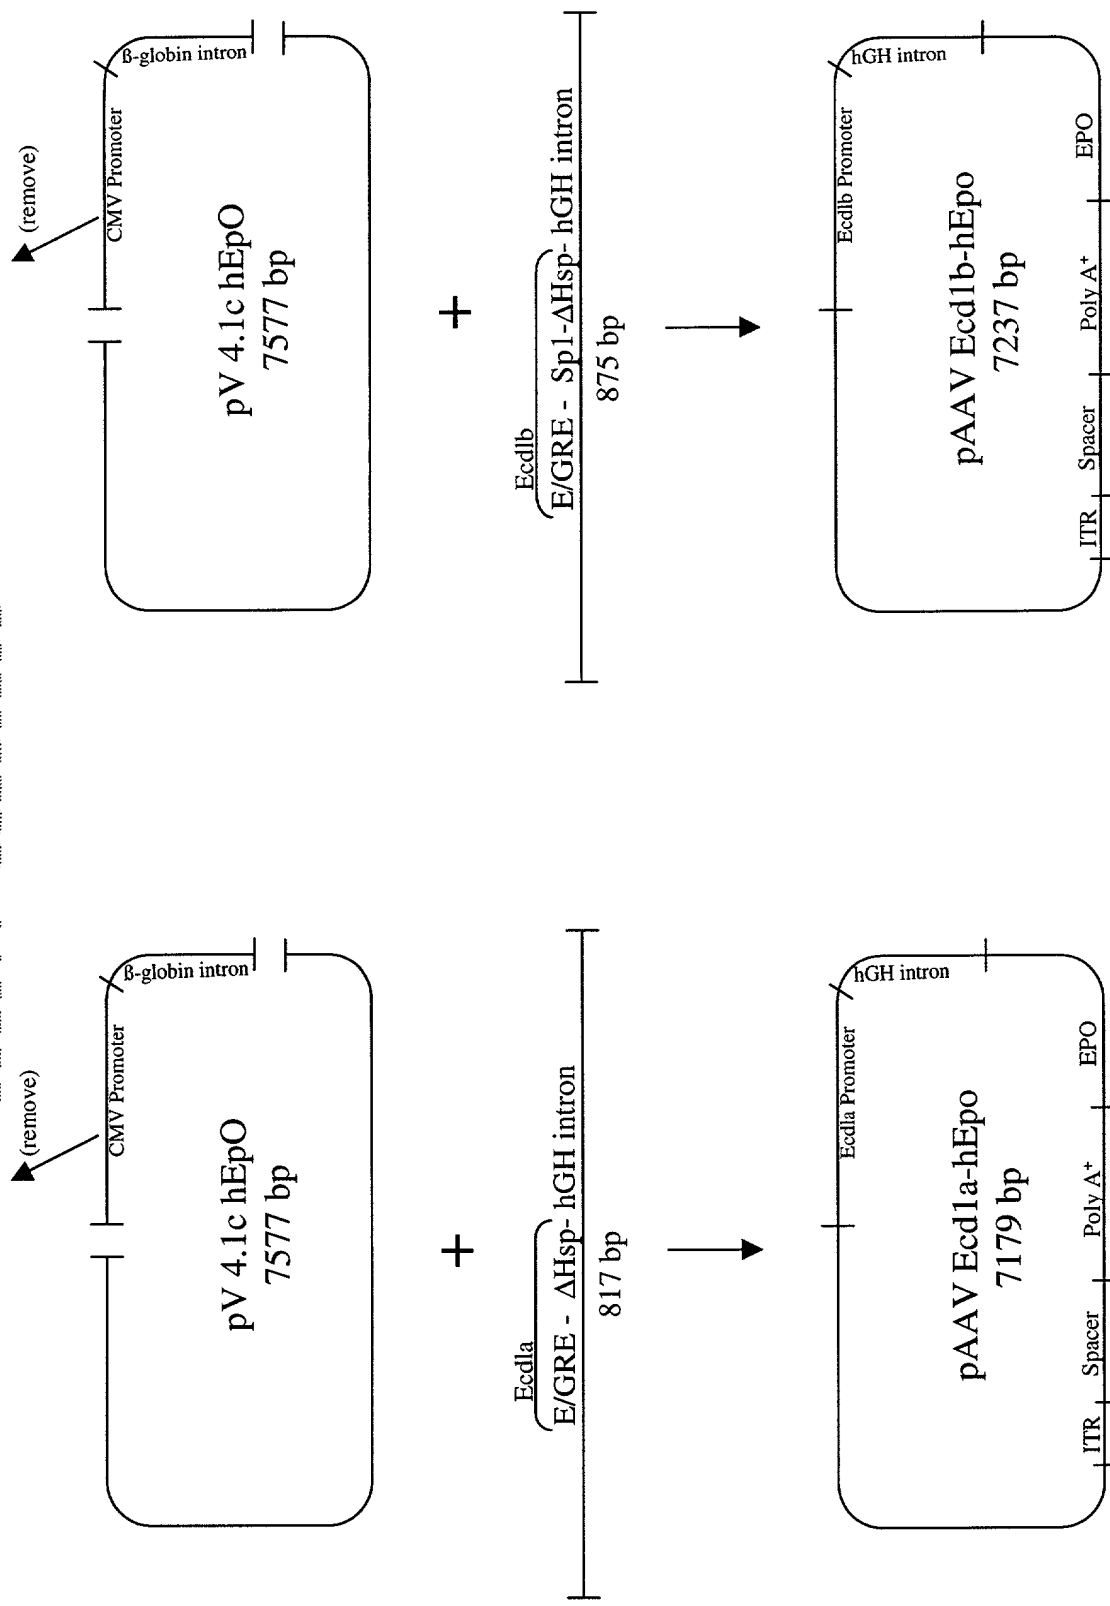 (remove)
CMV Promoter
ß-globin intron
pV 4.1c hEpO
7577 bp
+
Ecdla
E/GRE - ΔHsp- hGH intron
817 bp
Ecdla Promoter
hGH intron
pAAV Ecd1a-hEpo
7179 bp
ITR
Spacer
Poly A⁺
EPO
(remove)
CMV Promoter
ß-globin intron
pV 4.1c hEpO
7577 bp
+
Ecdlb
E/GRE - Sp1-ΔHsp- hGH intron
875 bp
Ecdlb Promoter
hGH intron
pAAV Ecd1b-hEpo
7237 bp
ITR
Spacer
Poly A⁺
EPO